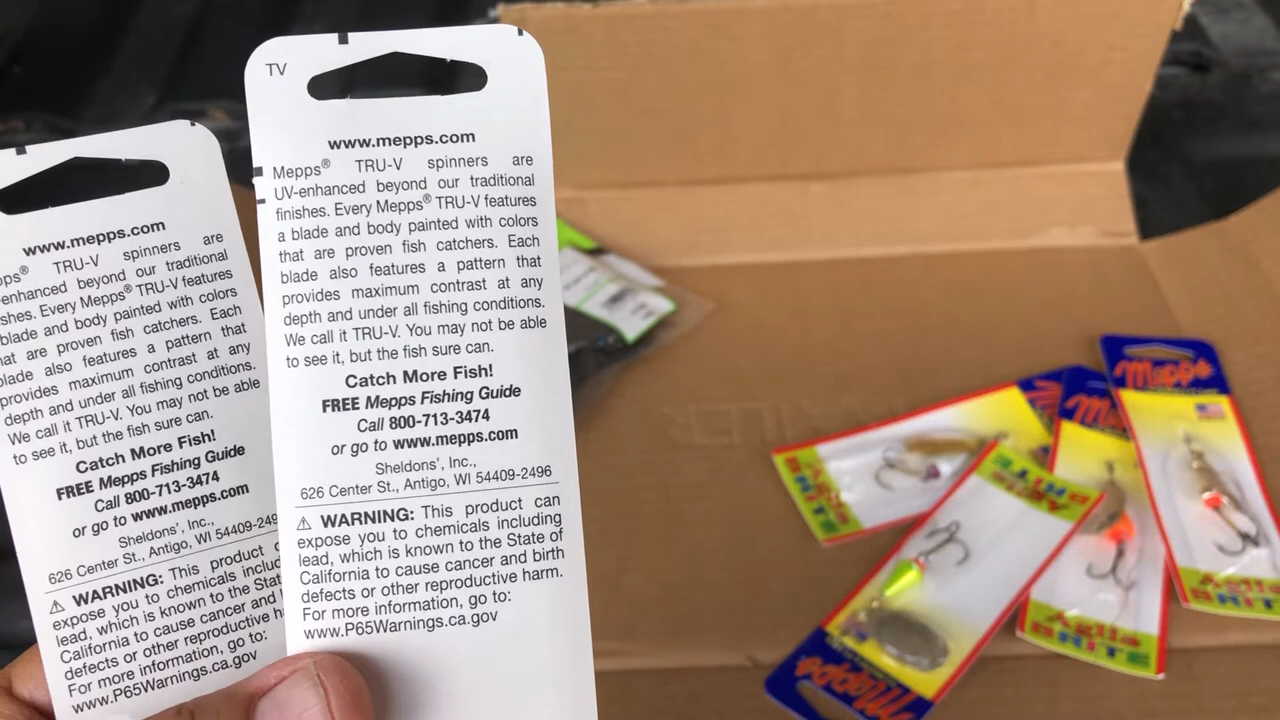 www.mepps.com
pps® TRU-V spinners are
-enhanced beyond our traditional
shes. Every Mepps® TRU-V features
blade and body painted with colors
hat are proven fish catchers. Each
blade also features a pattern that
provides maximum contrast at any
depth and under all fishing conditions.
We call it TRU-V. You may not be able
to see it, but the fish sure can.
Catch More Fish!
FREE Mepps Fishing Guide
Call 800-713-3474
or go to www.mepps.com
Sheldons', Inc.,
626 Center St., Antigo, WI 54409-249
⚠ WARNING: This product c
expose you to chemicals includ
lead, which is known to the Stat
California to cause cancer and b
defects or other reproductive h
For more information, go to:
www.P65Warnings.ca.gov
TV
www.mepps.com
Mepps® TRU-V spinners are
UV-enhanced beyond our traditional
finishes. Every Mepps® TRU-V features
a blade and body painted with colors
that are proven fish catchers. Each
blade also features a pattern that
provides maximum contrast at any
depth and under all fishing conditions.
We call it TRU-V. You may not be able
to see it, but the fish sure can.
Catch More Fish!
FREE Mepps Fishing Guide
Call 800-713-3474
or go to www.mepps.com
Sheldons', Inc.,
626 Center St., Antigo, WI 54409-2496
⚠ WARNING: This product can
expose you to chemicals including
lead, which is known to the State of
California to cause cancer and birth
defects or other reproductive harm.
For more information, go to:
www.P65Warnings.ca.gov
Mepps
Aglia
BRITE
Aglia
BRITE
Mepps
Aglia
BRITE
Aglia
BRITE